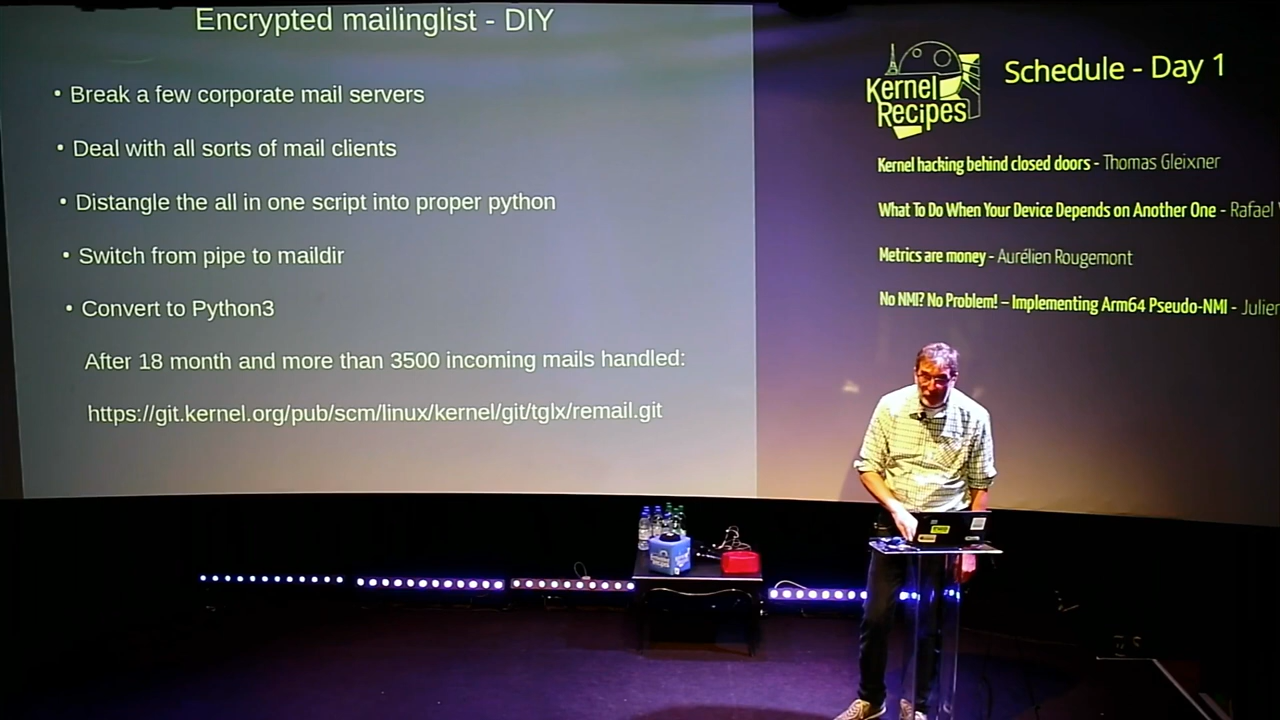 Encrypted mailinglist - DIY
• Break a few corporate mail servers
• Deal with all sorts of mail clients
• Distangle the all in one script into proper python
• Switch from pipe to maildir
• Convert to Python3
After 18 month and more than 3500 incoming mails handled:
https://git.kernel.org/pub/scm/linux/kernel/git/tglx/remail.git
Kernel
Recipes
Schedule - Day 1
Kernel hacking behind closed doors - Thomas Gleixner
What To Do When Your Device Depends on Another One - Rafael
Metrics are money - Aurélien Rougemont
No NMI? No Problem! – Implementing Arm64 Pseudo-NMI - Julien